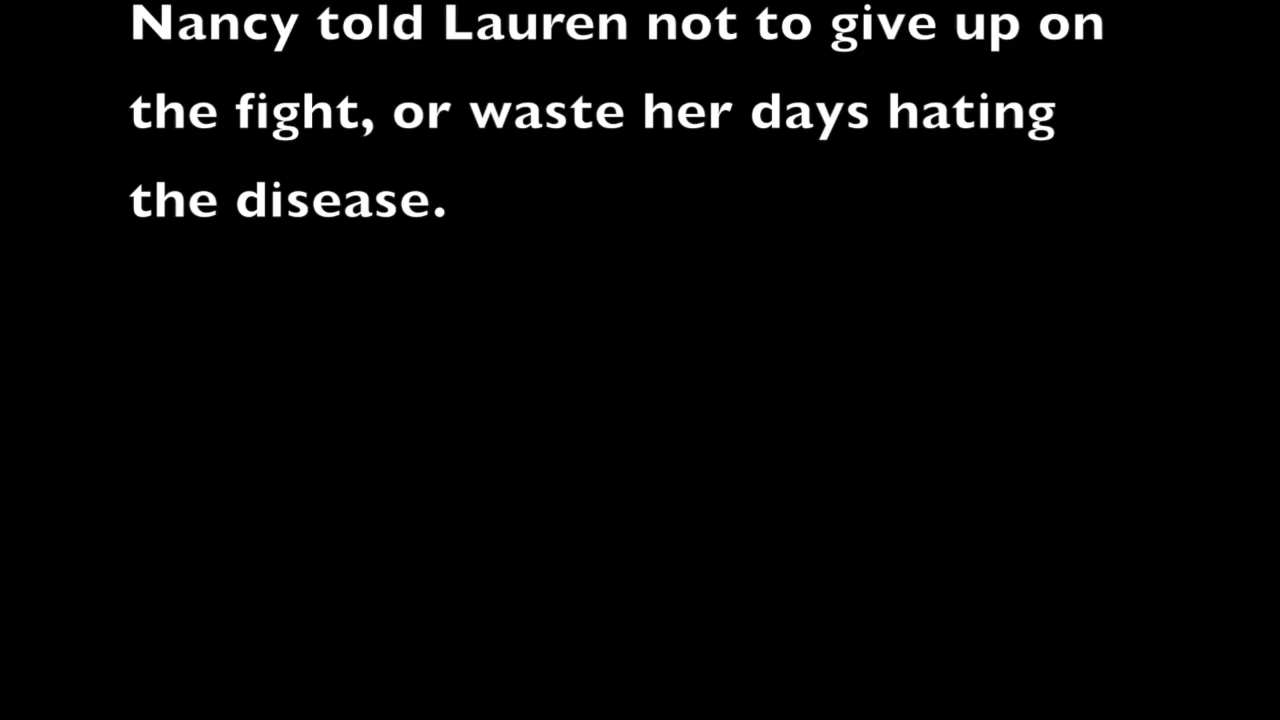 Nancy told Lauren not to give up on
the fight, or waste her days hating
the disease.